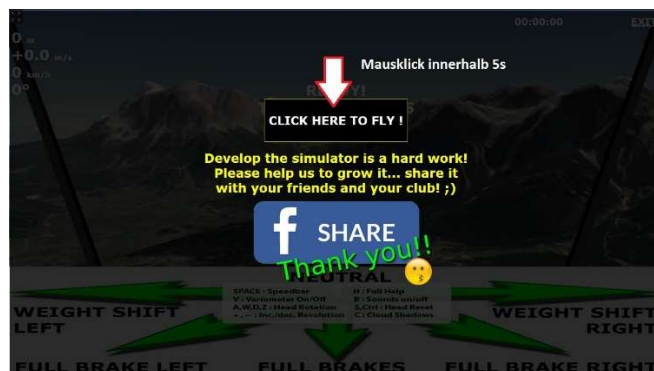 00:00:00 EXIT
0 m
+0.0 m/s
0 km/h
0°
Mausklick innerhalb 5s
CLICK HERE TO FLY !
Develop the simulator is a hard work!
Please help us to grow it... share it
with your friends and your club! ;)
f SHARE
Thank you!!
NEUTRAL
SPACE : Speedbar H : Full Help
V : Variometer On/Off B : Sounds on/off
A,W,D,Z : Head Rotation S,Ctrl : Head Reset
+,- : Inc./dec. Resolution C : Cloud Shadows
WEIGHT SHIFT
LEFT
WEIGHT SHIFT
RIGHT
FULL BRAKE LEFT FULL BRAKES FULL BRAKE RIGHT